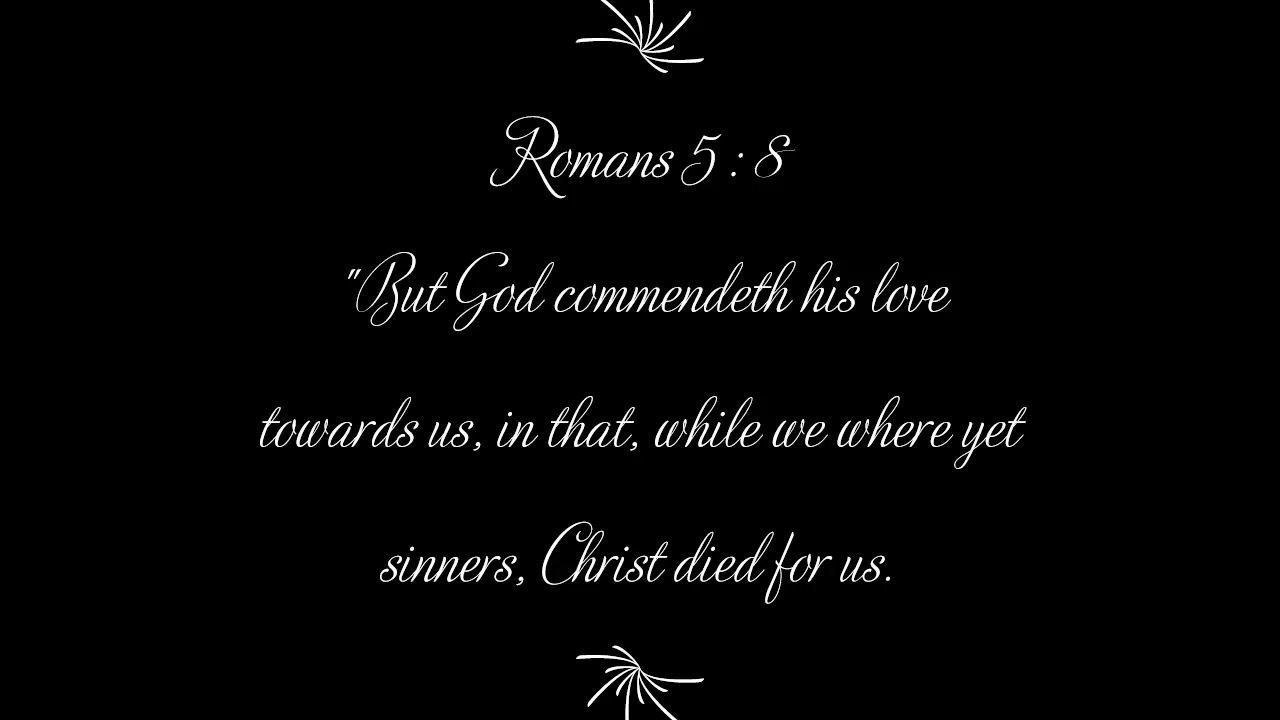 Romans 5 : 8
"But God commendeth his love
towards us, in that, while we where yet
sinners, Christ died for us.